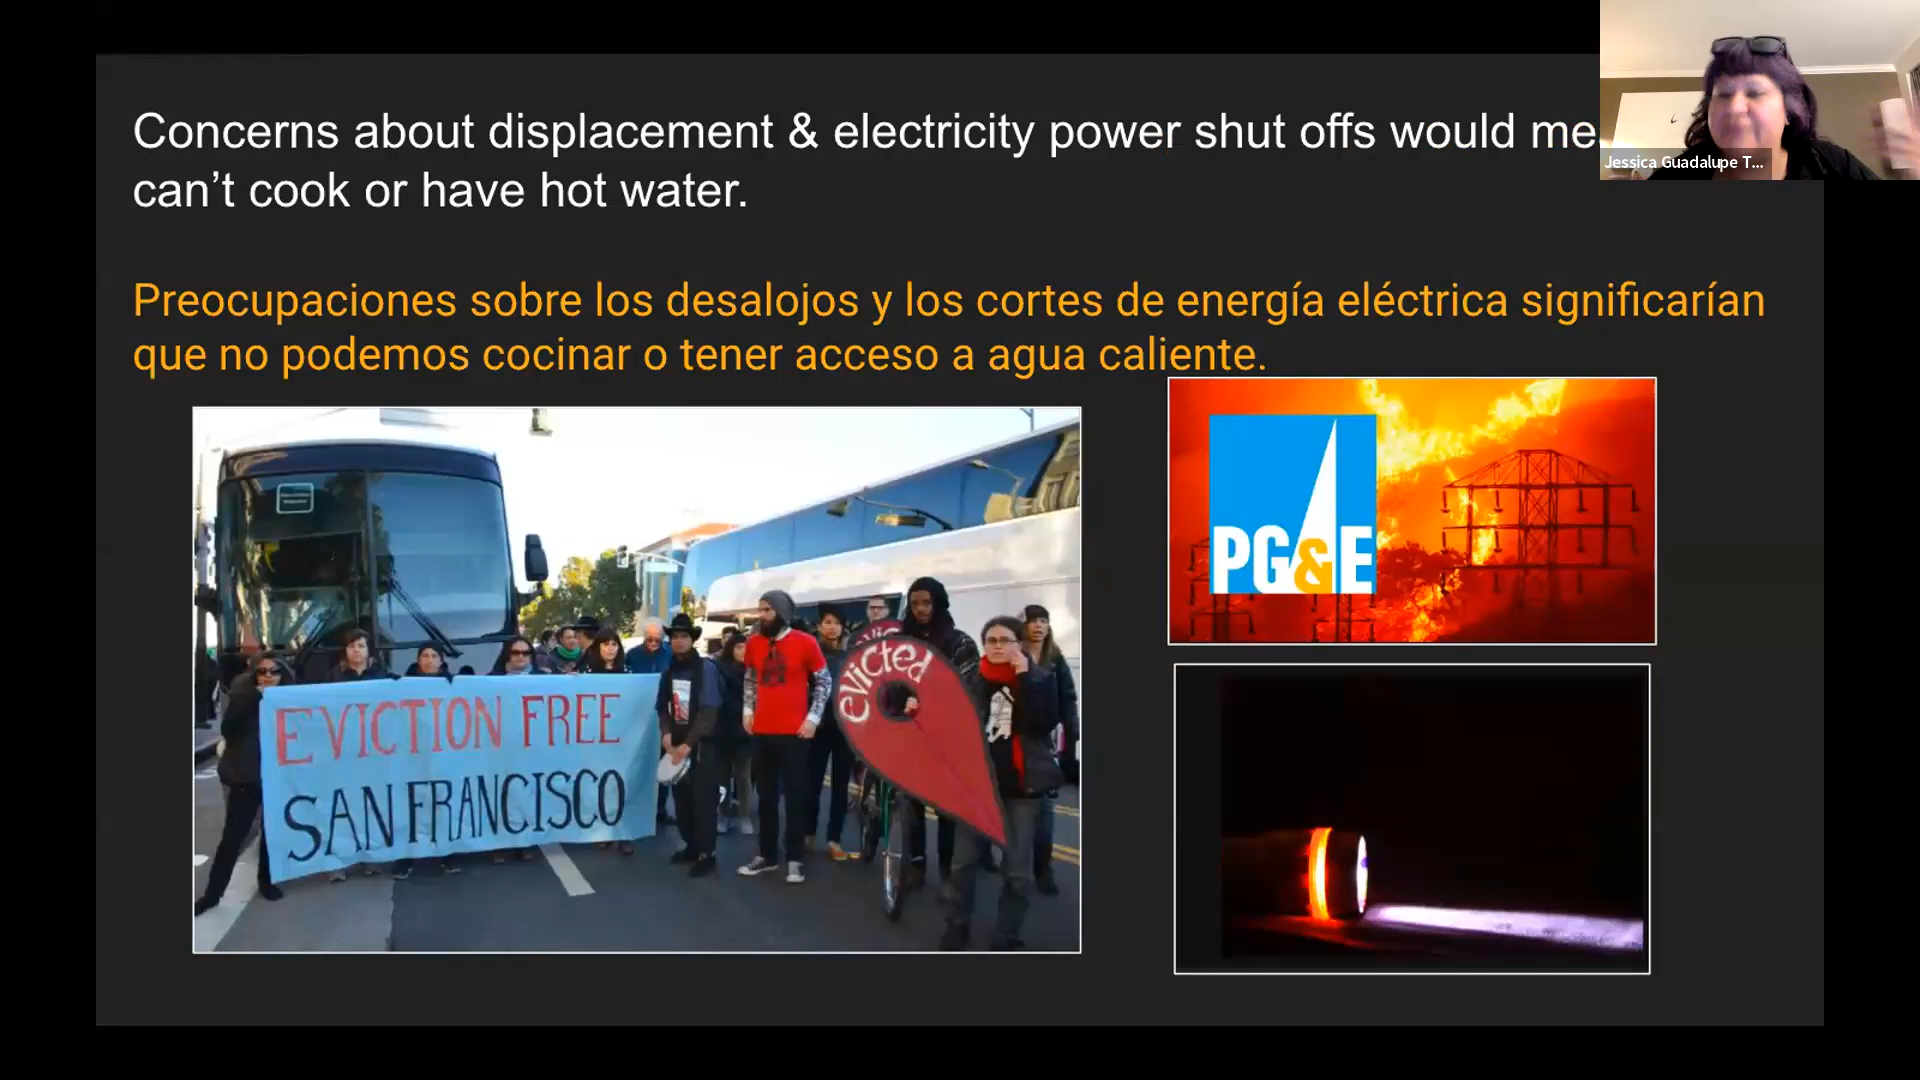 Concerns about displacement & electricity power shut offs would me
can't cook or have hot water.
Preocupaciones sobre los desalojos y los cortes de energía eléctrica significarían
que no podemos cocinar o tener acceso a agua caliente.
EVICTION FREE
SAN FRANCISCO
evicted
PG&E
Jessica Guadalupe T...